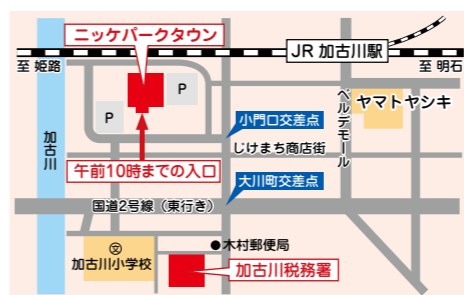 ニッケパークタウン
JR 加古川駅
至 姫路
至 明石
P
P
ベルデモール
ヤマトヤシキ
小門口交差点
加古川
じけまち商店街
午前10時までの入口
大川町交差点
国道2号線（東行き）
文
●木村郵便局
加古川小学校
加古川税務署